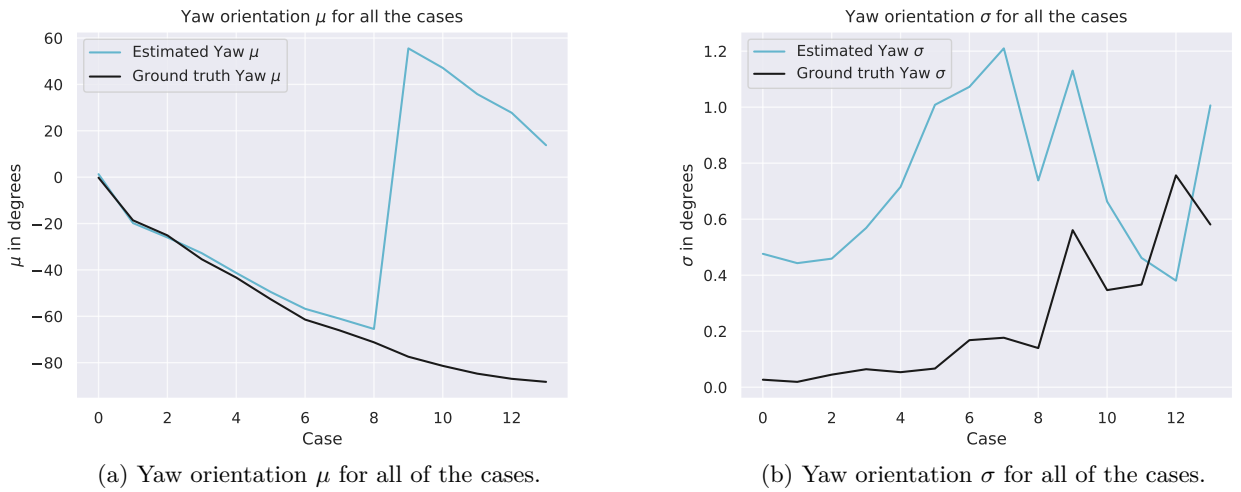 Yaw orientation μ for all the cases
Estimated Yaw μ
Ground truth Yaw μ
60
40
20
0
−20
−40
−60
−80
μ in degrees
0 2 4 6 8 10 12
Case
(a) Yaw orientation μ for all of the cases.
Yaw orientation σ for all the cases
Estimated Yaw σ
Ground truth Yaw σ
1.2
1.0
0.8
0.6
0.4
0.2
0.0
σ in degrees
0 2 4 6 8 10 12
Case
(b) Yaw orientation σ for all of the cases.